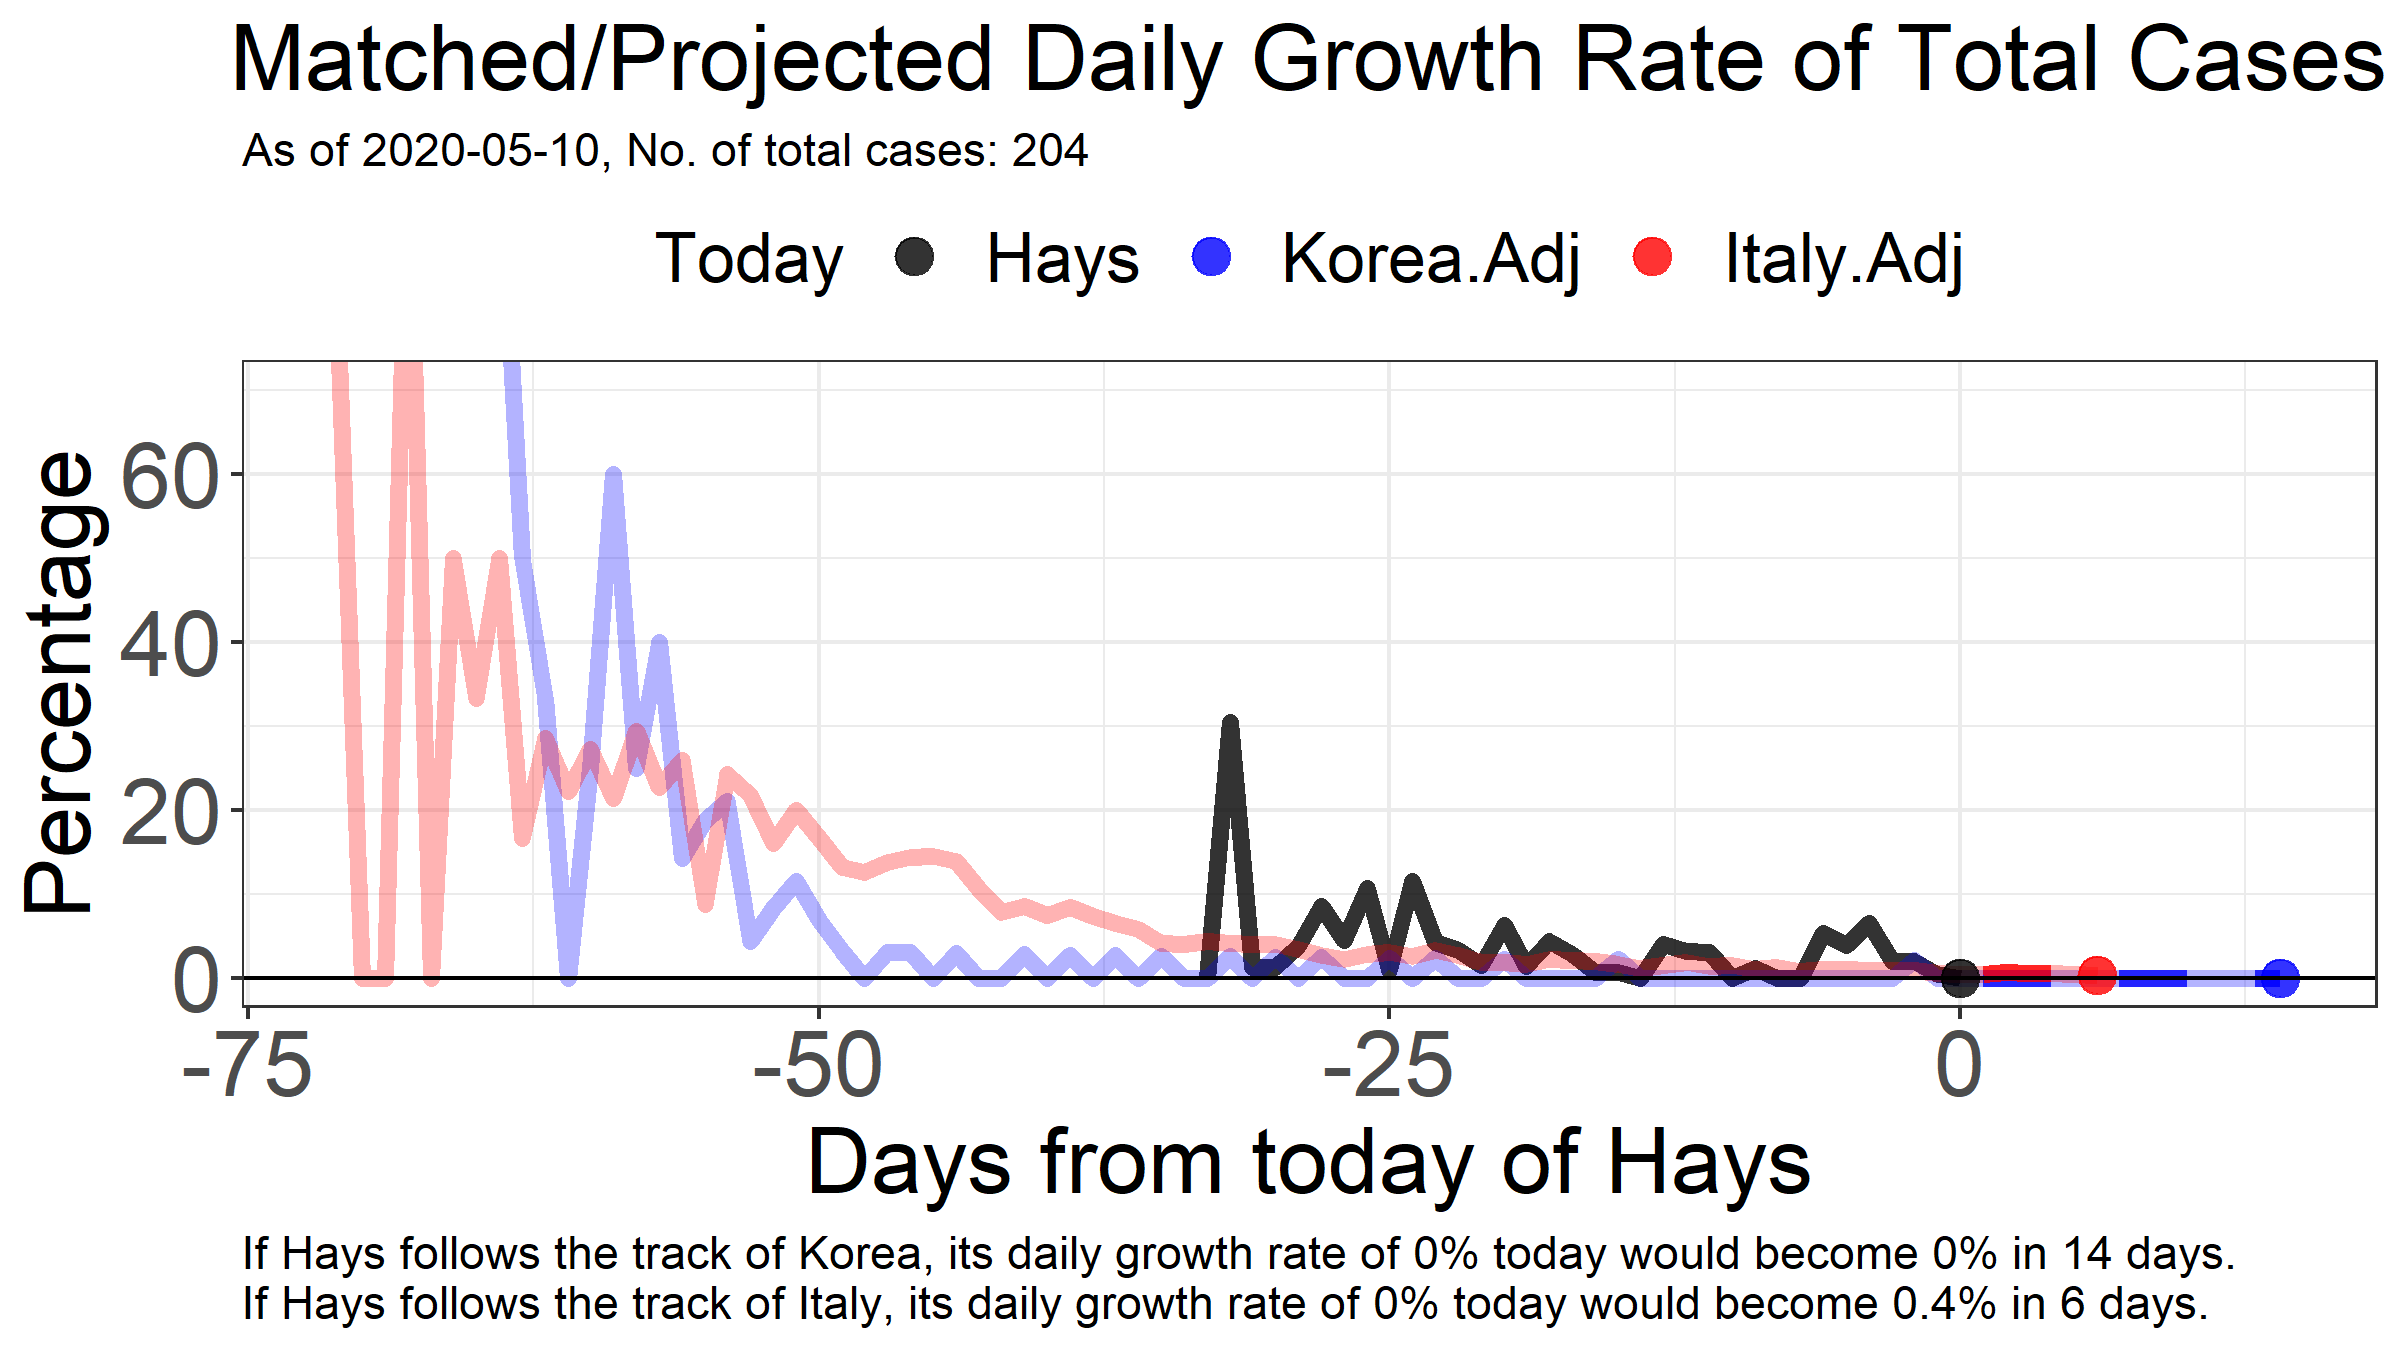 Matched/Projected Daily Growth Rate of Total Cases
As of 2020-05-10, No. of total cases: 204
Today Hays Korea.Adj Italy.Adj
Percentage
60
40
20
0
-75 -50 -25 0
Days from today of Hays
If Hays follows the track of Korea, its daily growth rate of 0% today would become 0% in 14 days.
If Hays follows the track of Italy, its daily growth rate of 0% today would become 0.4% in 6 days.